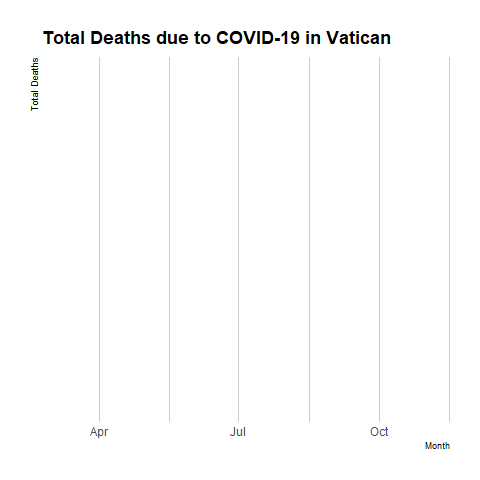 Total Deaths due to COVID-19 in Vatican
Total Deaths
Apr Jul Oct
Month